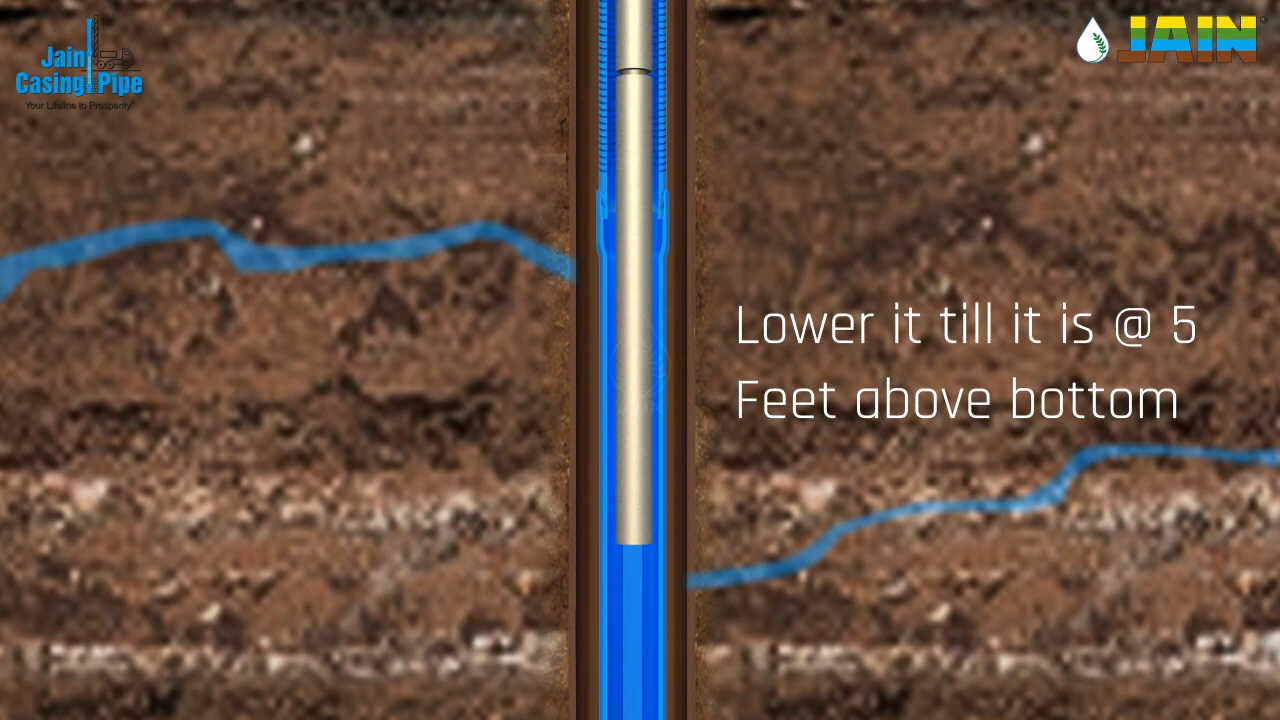 Jain
Casing Pipe
Your Lifeline to Prosperity
JAIN
Lower it till it is @ 5
Feet above bottom